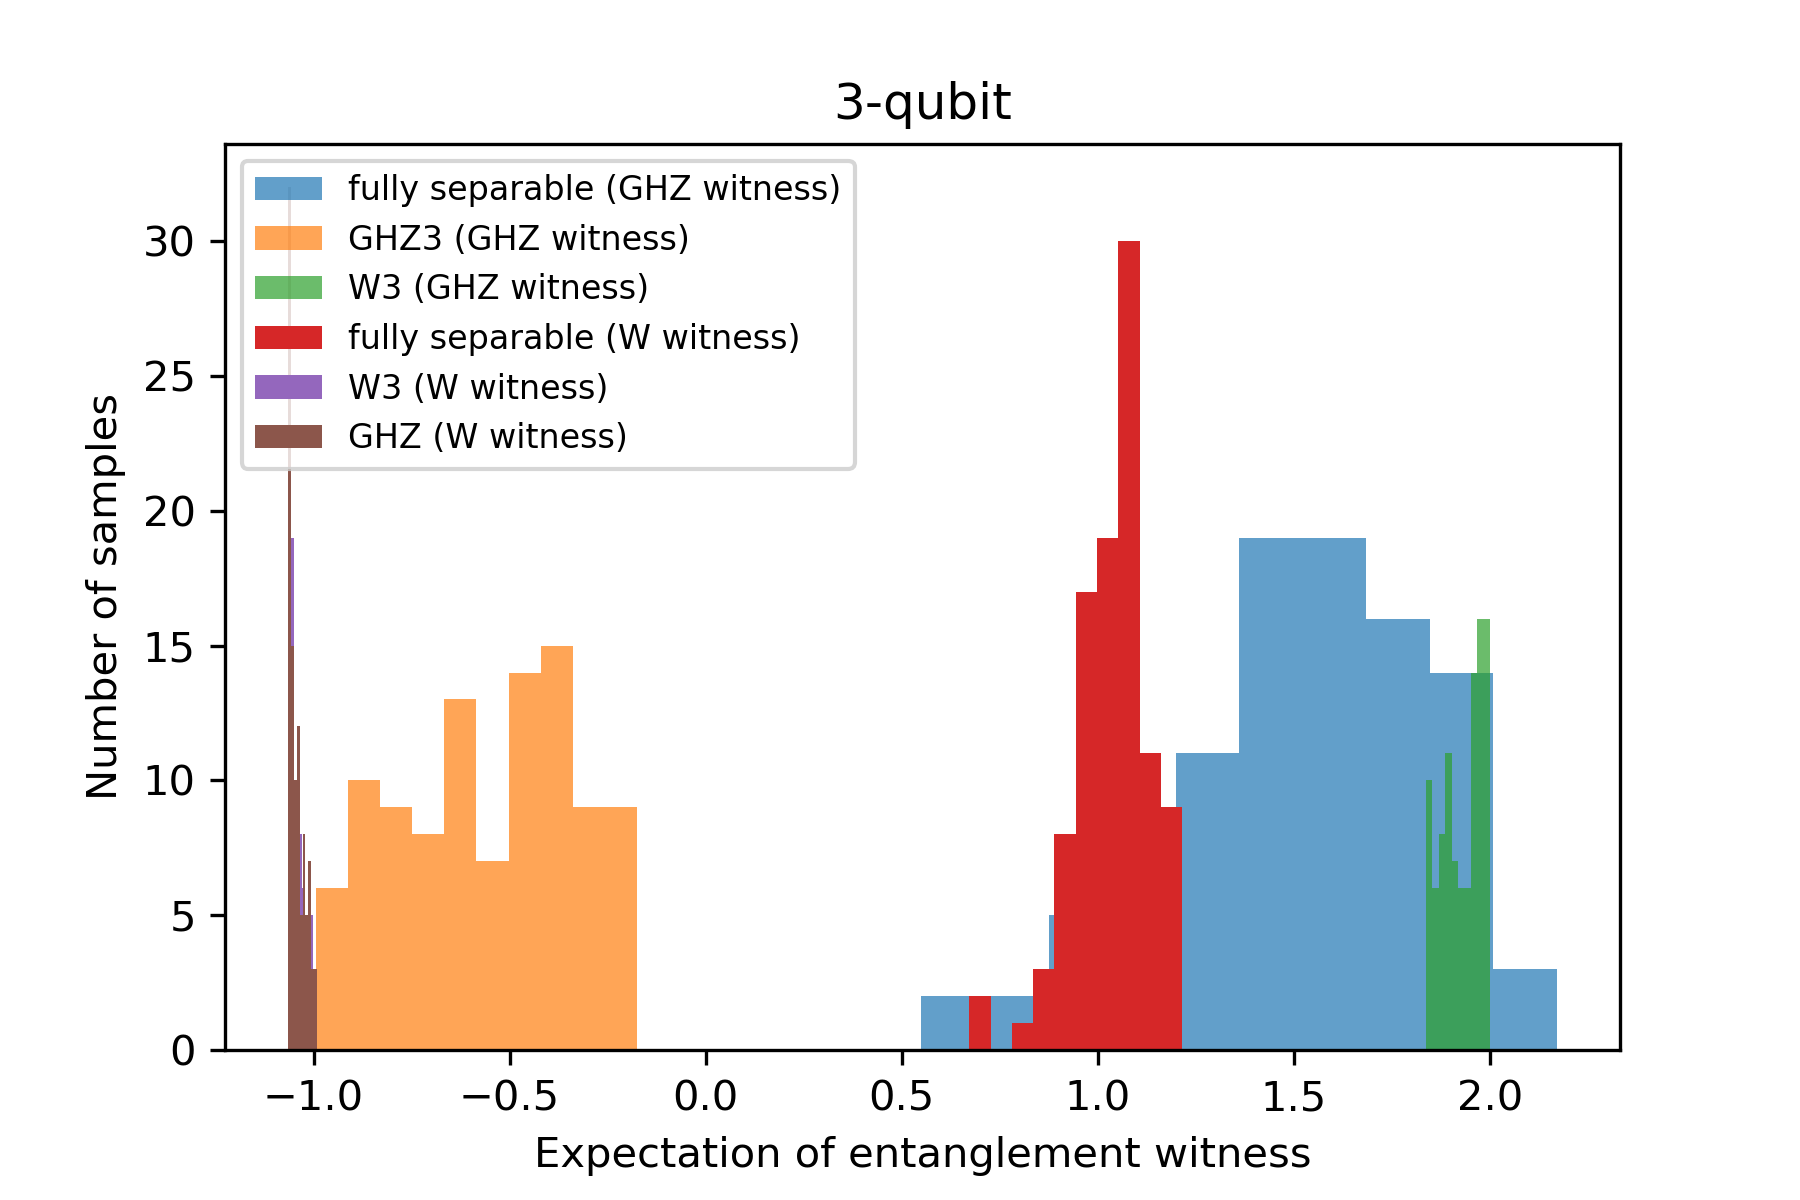 3-qubit
fully separable (GHZ witness)
GHZ3 (GHZ witness)
W3 (GHZ witness)
fully separable (W witness)
W3 (W witness)
GHZ (W witness)
Number of samples
30
25
20
15
10
5
0
−1.0 −0.5 0.0 0.5 1.0 1.5 2.0
Expectation of entanglement witness